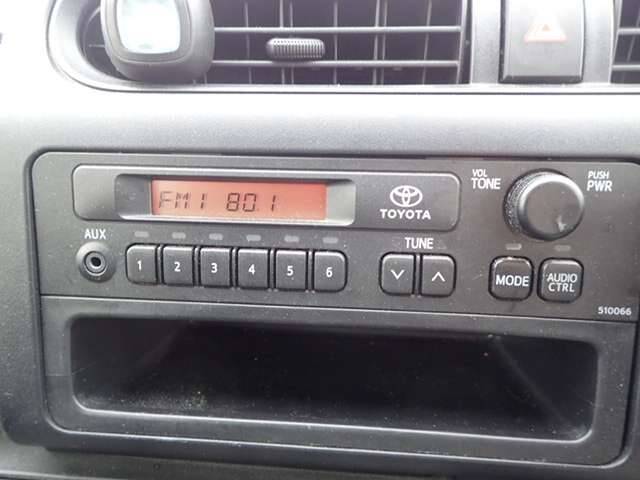 FM1 80.1
TOYOTA
VOL
TONE
PUSH
PWR
AUX
TUNE
1 2 3 4 5 6
MODE
AUDIO
CTRL
510066